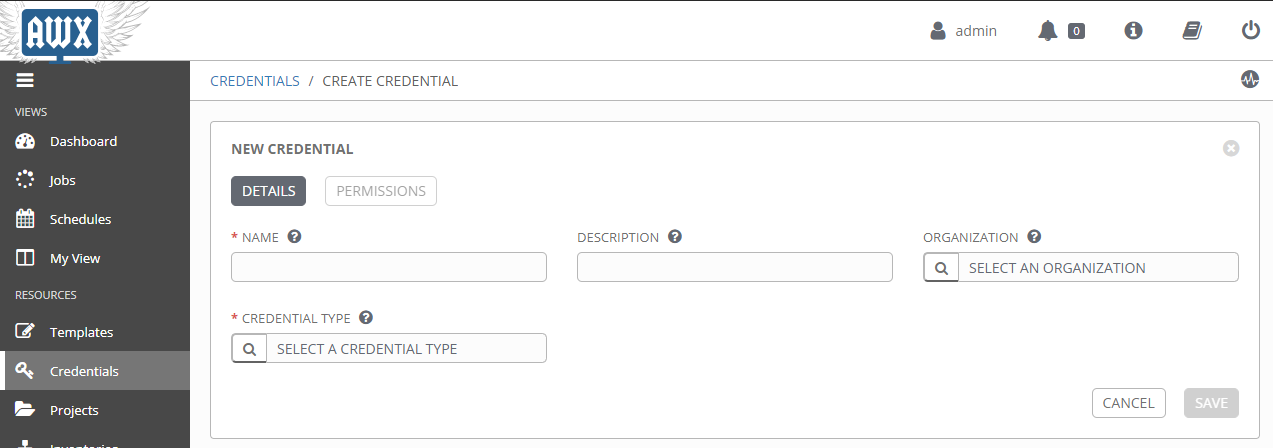 AWX
admin
0
CREDENTIALS / CREATE CREDENTIAL
VIEWS
Dashboard
Jobs
Schedules
My View
RESOURCES
Templates
Credentials
Projects
NEW CREDENTIAL
DETAILS
PERMISSIONS
* NAME
DESCRIPTION
ORGANIZATION
SELECT AN ORGANIZATION
* CREDENTIAL TYPE
SELECT A CREDENTIAL TYPE
CANCEL
SAVE